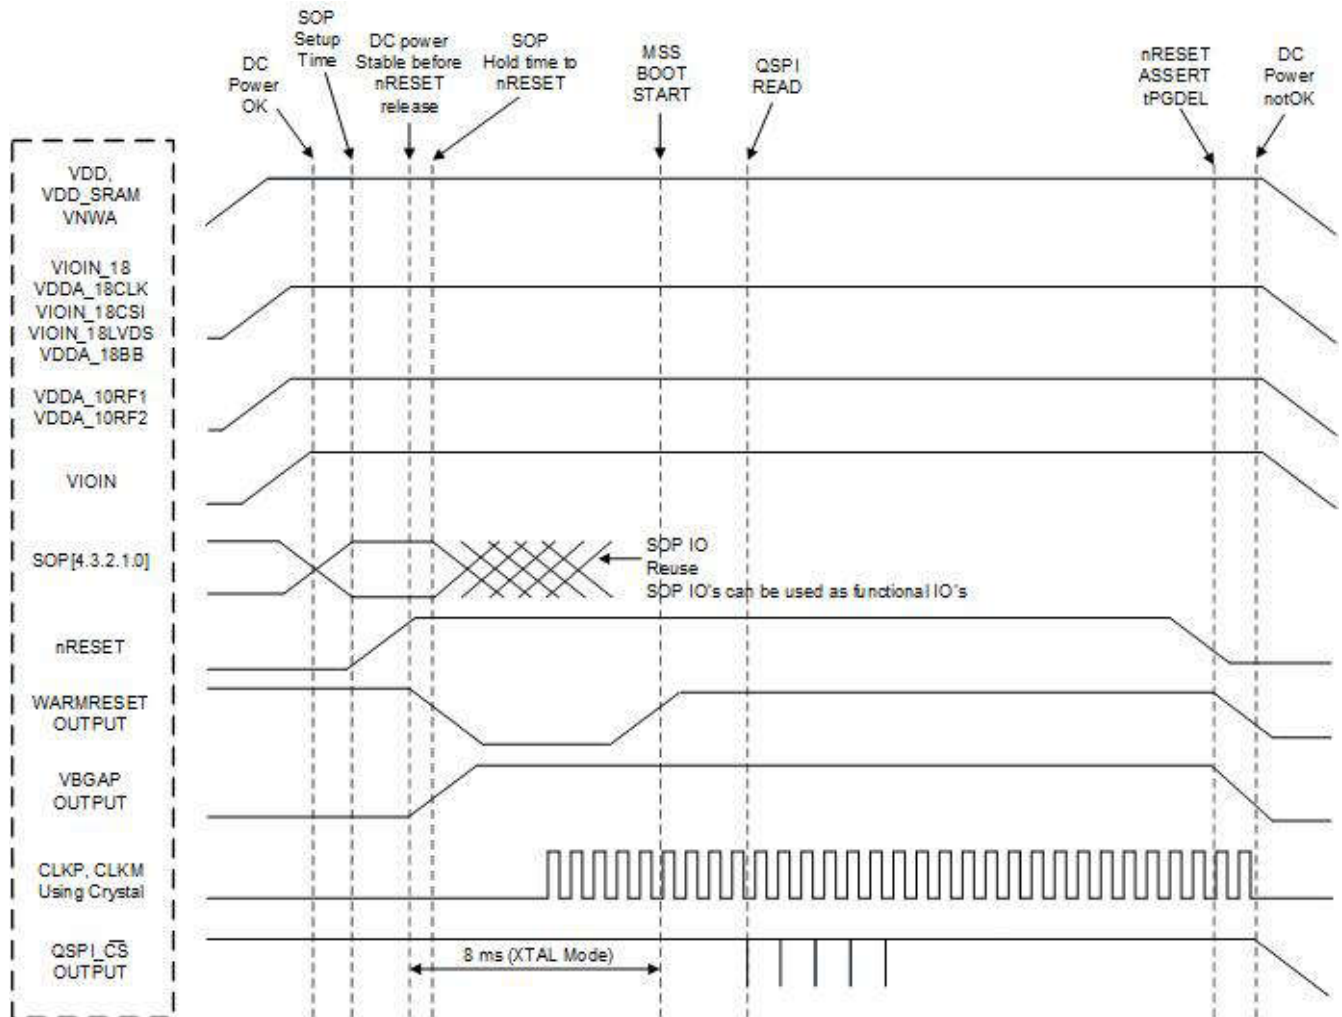 DC
Power
OK
SOP
Setup
Time
DC power
Stable before
nRESET
release
SOP
Hold time to
nRESET
MSS
BOOT
START
QSPI
READ
nRESET
ASSERT
tPGDEL
DC
Power
notOK
VDD,
VDD_SRAM
VNWA
VIOIN_18
VDDA_18CLK
VIOIN_18CSI
VIOIN_18LVDS
VDDA_18BB
VDDA_10RF1
VDDA_10RF2
VIOIN
SOP[4.3.2.1.0]
SOP IO
Reuse
SOP IO's can be used as functional IO's
nRESET
WARMRESET
OUTPUT
VBGAP
OUTPUT
CLKP, CLKM
Using Crystal
QSPI_CS
OUTPUT
8 ms (XTAL Mode)